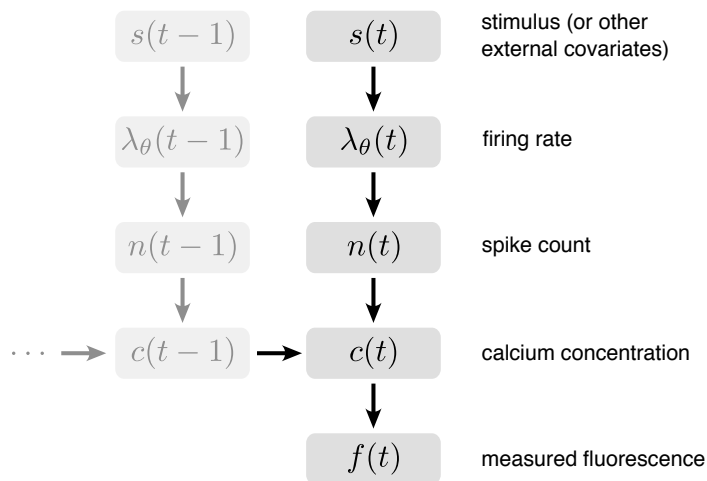 s(t − 1) s(t) stimulus (or other
external covariates)
λθ(t − 1) λθ(t) firing rate
n(t − 1) n(t) spike count
· · · c(t − 1) c(t) calcium concentration
f(t) measured fluorescence